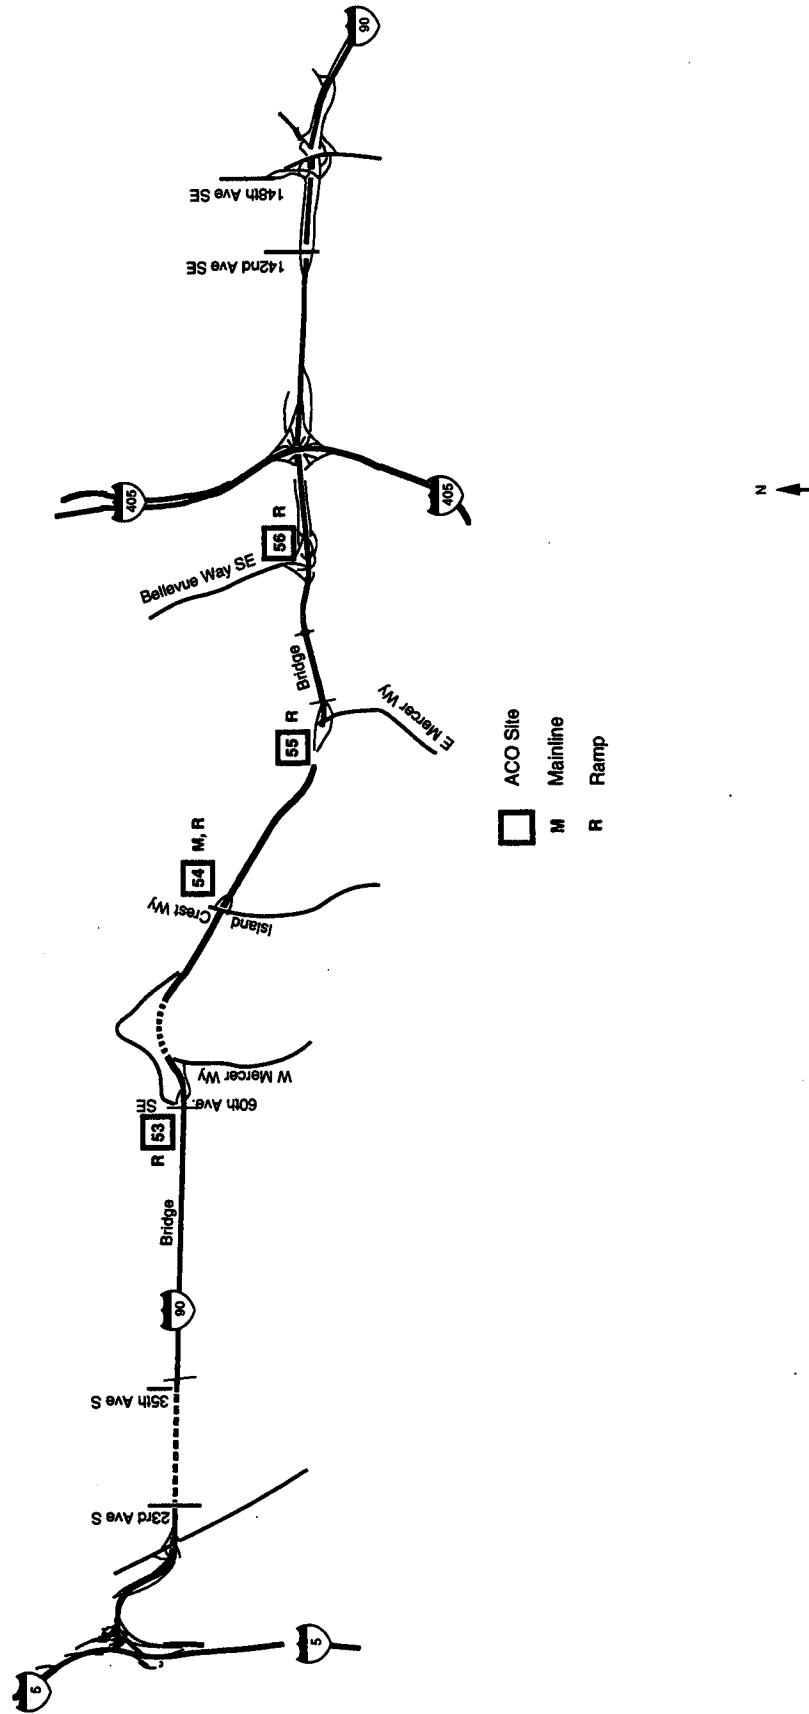 5
5
23rd Ave S
35th Ave S
90
Bridge
R
53
60th Ave.
SE
W Mercer Wy
Island
Crest Wy
54
M, R
55
R
E Mercer Wy
Bridge
Bellevue Way SE
56
R
405
405
142nd Ave SE
148th Ave SE
90
ACO Site
M Mainline
R Ramp
N